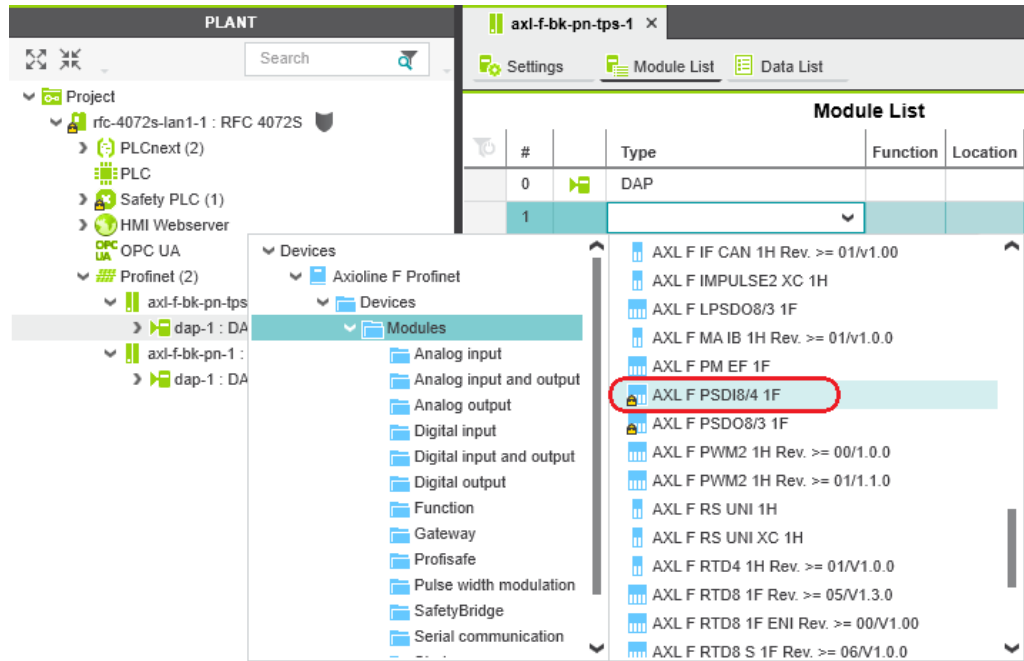 PLANT
Search
Project
rfc-4072s-lan1-1 : RFC 4072S
PLCnext (2)
PLC
Safety PLC (1)
HMI Webserver
OPC UA OPC UA
Profinet (2)
axl-f-bk-pn-tps
dap-1 : DA
axl-f-bk-pn-1 :
dap-1 : DA
axl-f-bk-pn-tps-1
Settings
Module List
Data List
Module List
# Type Function Location
0 DAP
1
Devices
Axioline F Profinet
Devices
Modules
Analog input
Analog input and output
Analog output
Digital input
Digital input and output
Digital output
Function
Gateway
Profisafe
Pulse width modulation
SafetyBridge
Serial communication
AXL F IF CAN 1H Rev. >= 01/v1.00
AXL F IMPULSE2 XC 1H
AXL F LPSDO8/3 1F
AXL F MA IB 1H Rev. >= 01/v1.0.0
AXL F PM EF 1F
AXL F PSDI8/4 1F
AXL F PSDO8/3 1F
AXL F PWM2 1H Rev. >= 00/1.0.0
AXL F PWM2 1H Rev. >= 01/1.1.0
AXL F RS UNI 1H
AXL F RS UNI XC 1H
AXL F RTD4 1H Rev. >= 01/V1.0.0
AXL F RTD8 1F Rev. >= 05/V1.3.0
AXL F RTD8 1F ENI Rev. >= 00/V1.00
AXL F RTD8 S 1F Rev. >= 06/V1.0.0